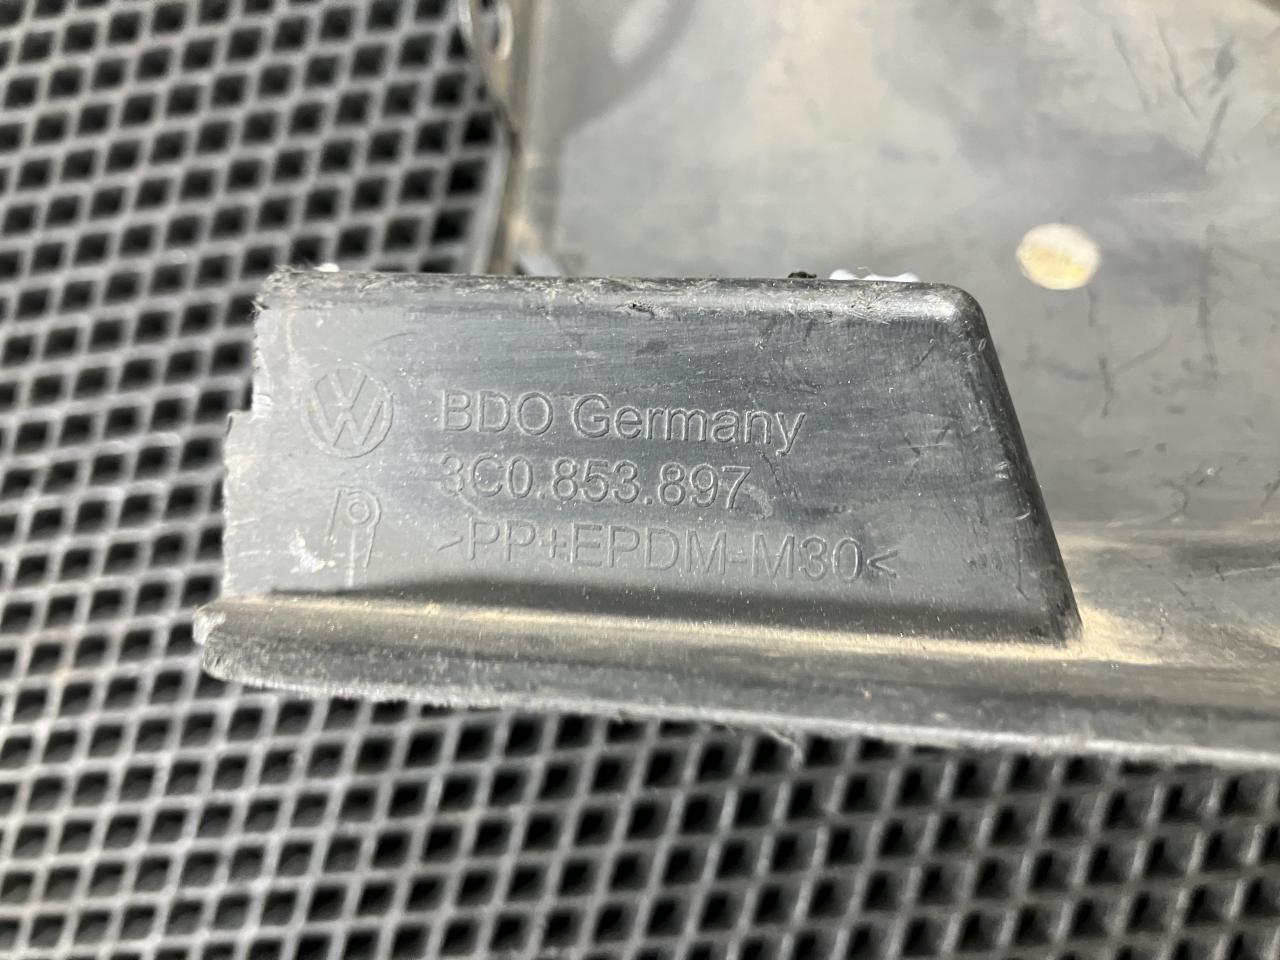 BDO Germany
3C0.853.897
>PP+EPDM-M30<